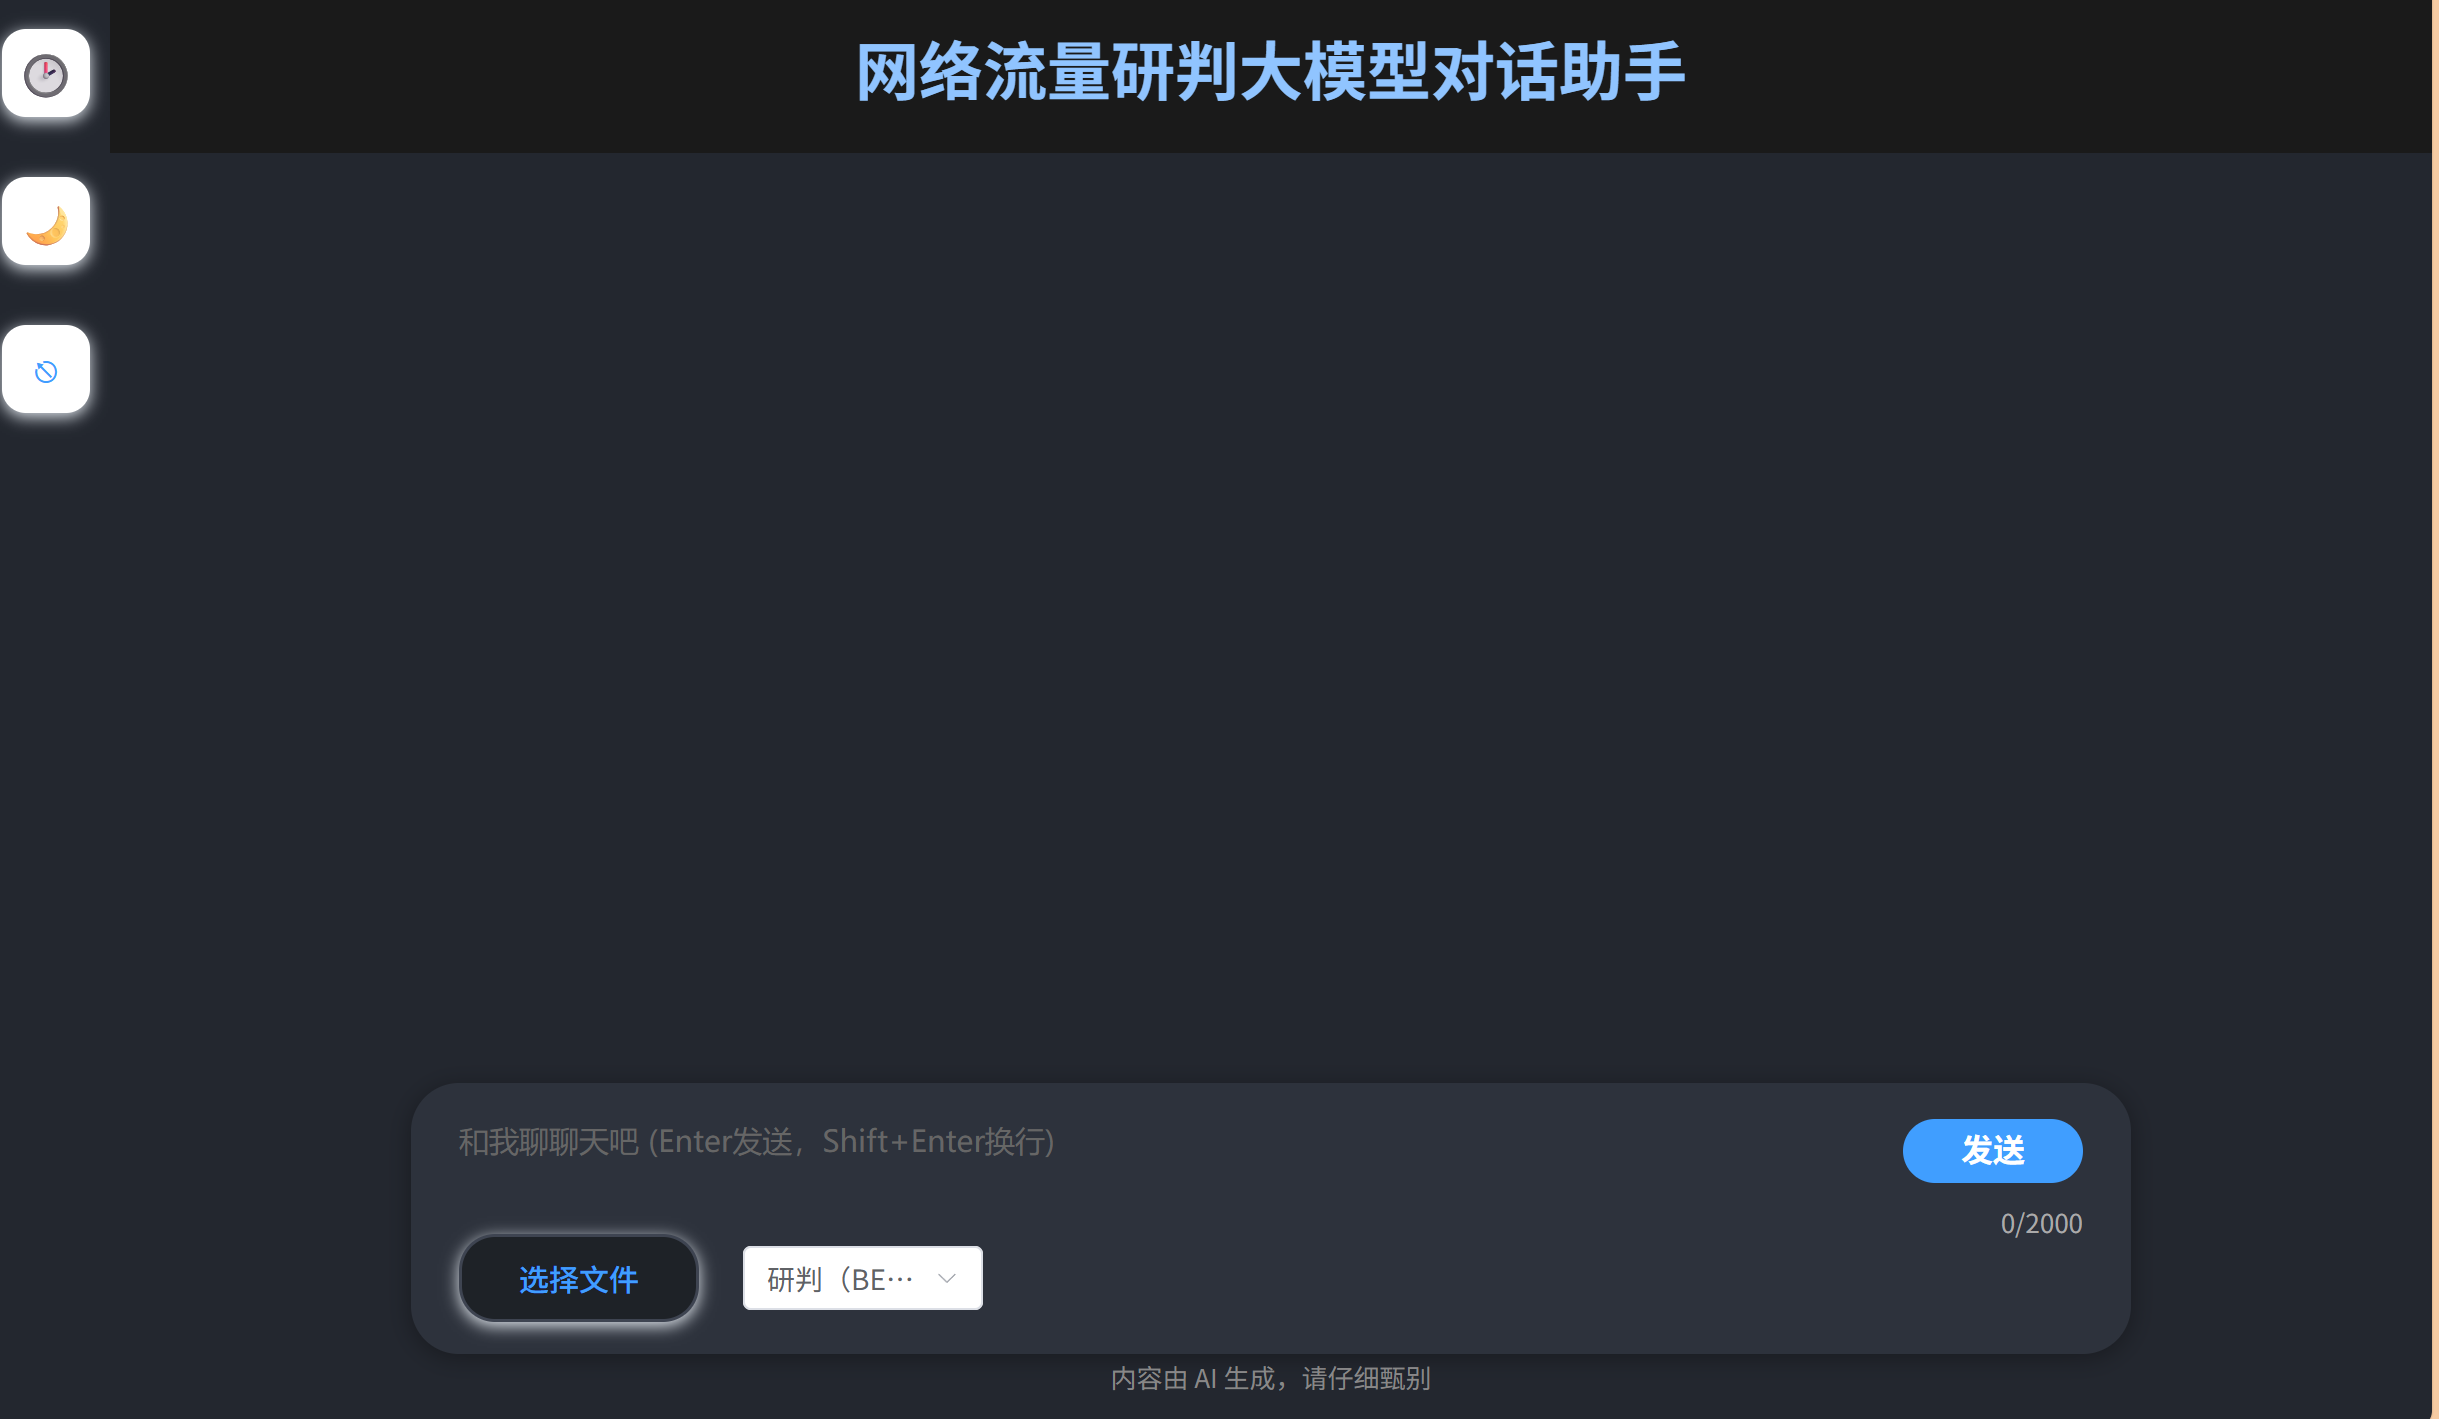 网络流量研判大模型对话助手
和我聊聊天吧 (Enter发送，Shift+Enter换行)
发送
0/2000
选择文件
研判（BE…
内容由 AI 生成，请仔细甄别